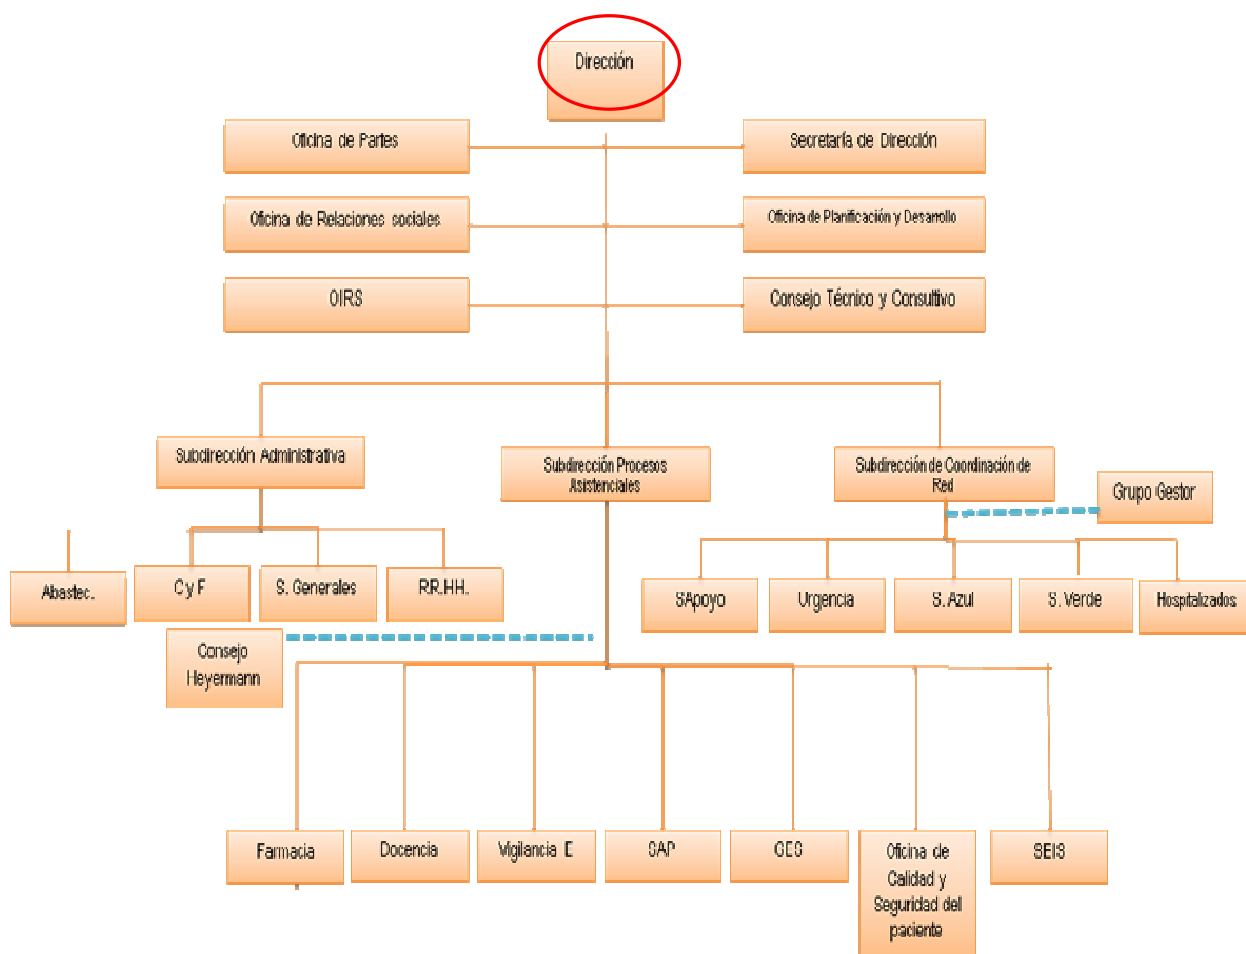 Dirección
Oficina de Partes
Secretaría de Dirección
Oficina de Relaciones sociales
Oficina de Planificación y Desarrollo
OIRS
Consejo Técnico y Consultivo
Subdirección Administrativa
Subdirección Procesos
Asistenciales
Subdirección de Coordinación de
Red
Grupo Gestor
Abastec.
C y F
S. Generales
RR.HH.
SApoyo
Urgencia
S. Azul
S. Verde
Hospitalizados
Consejo
Heyermann
Farmacia
Docencia
Vigilancia E
SAP
GES
Oficina de
Calidad y
Seguridad del
paciente
SEIS